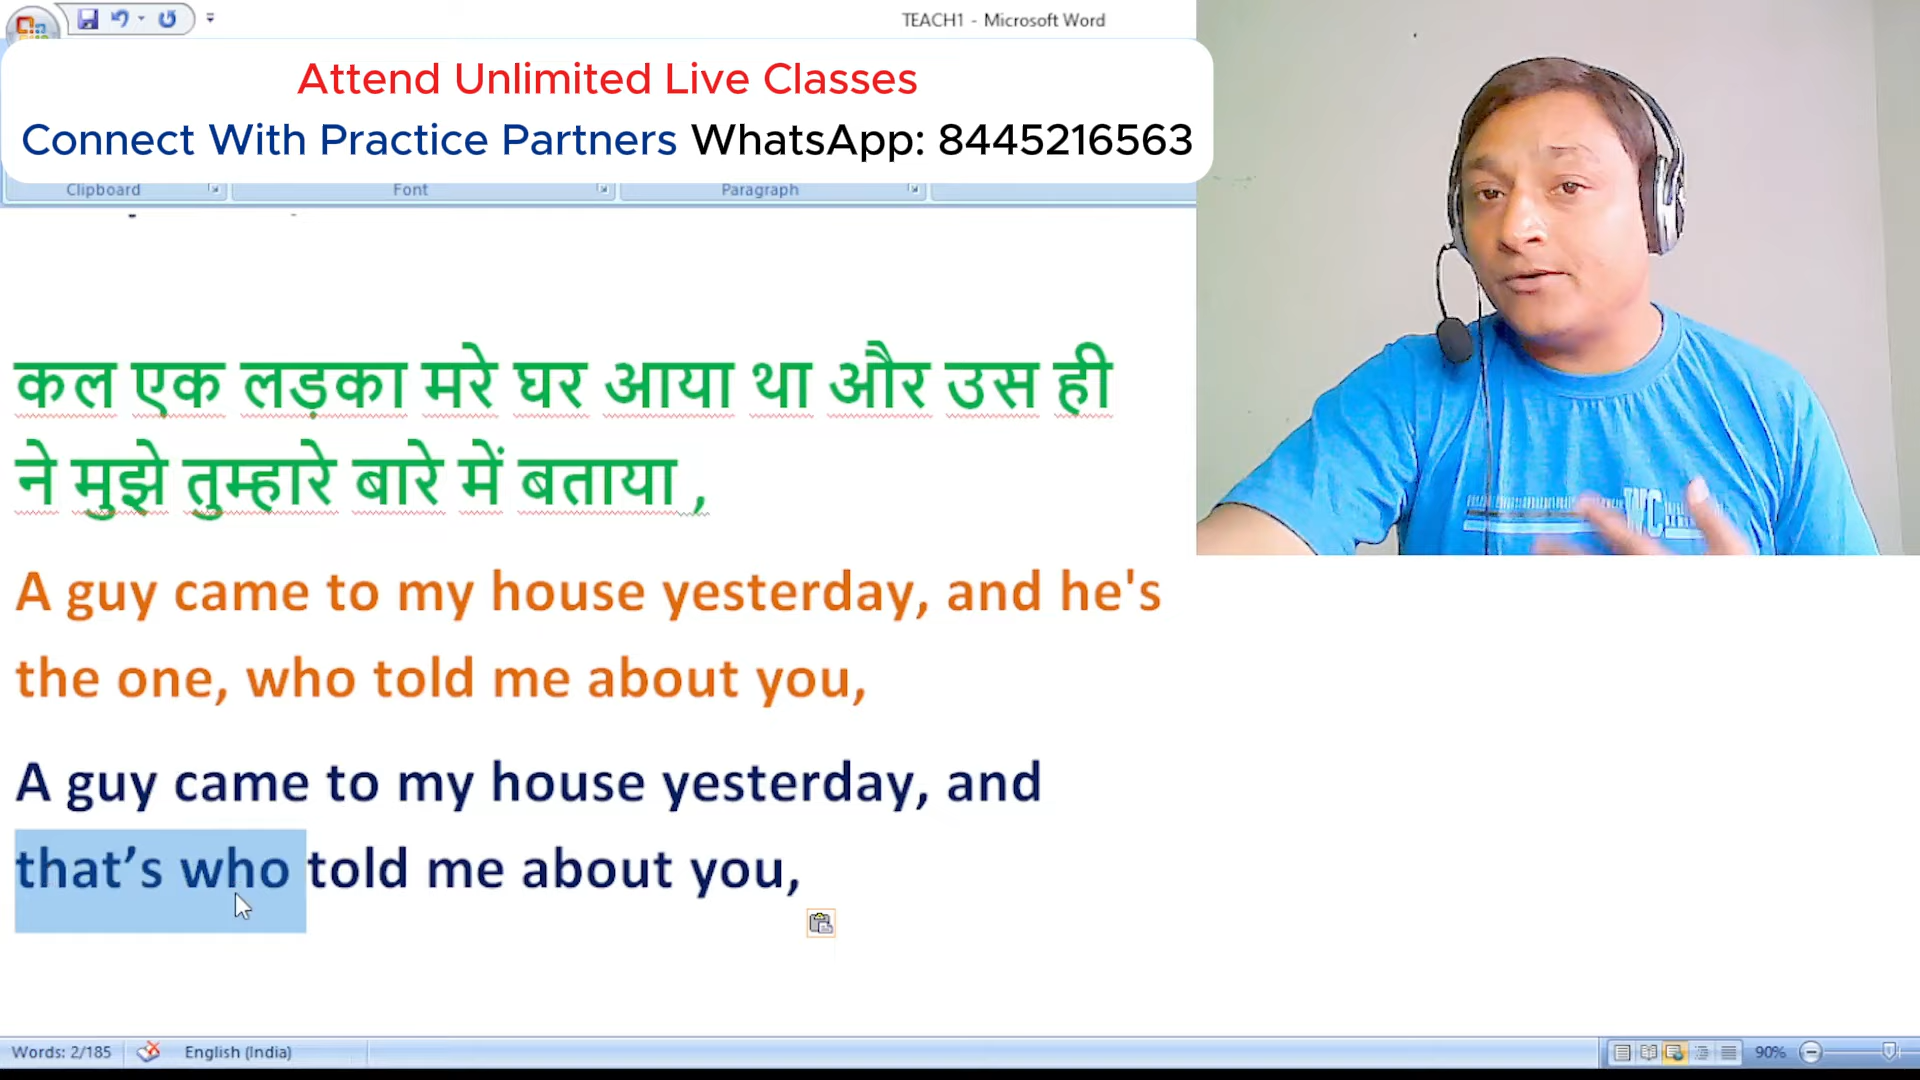 TEACH1 - Microsoft Word
Attend Unlimited Live Classes
Connect With Practice Partners WhatsApp: 8445216563
Clipboard Font Paragraph
कल एक लड़का मरे घर आया था और उस ही
ने मुझे तुम्हारे बारे में बताया ,
A guy came to my house yesterday, and he's
the one, who told me about you,
A guy came to my house yesterday, and
that’s who told me about you,
Words: 2/185 English (India) 90%